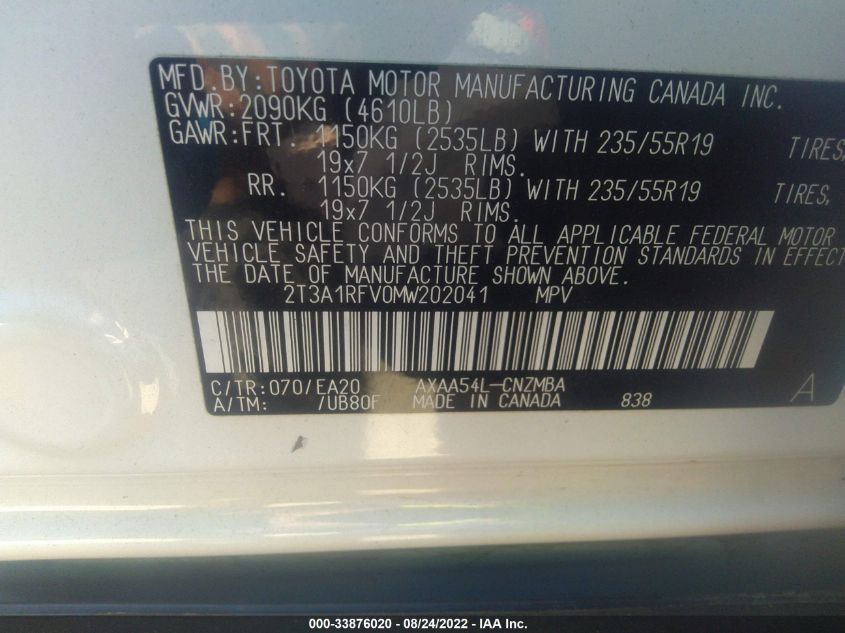 MFD.BY:TOYOTA MOTOR MANUFACTURING CANADA INC.
GVWR:2090KG (4610LB)
GAWR:FRT. 1150KG (2535LB) WITH 235/55R19 TIRES,
19x7 1/2J RIMS.
RR. 1150KG (2535LB) WITH 235/55R19 TIRES,
19x7 1/2J RIMS.
THIS VEHICLE CONFORMS TO ALL APPLICABLE FEDERAL MOTOR
VEHICLE SAFETY AND THEFT PREVENTION STANDARDS IN EFFECT
THE DATE OF MANUFACTURE SHOWN ABOVE.
2T3A1RFV0MW202041 MPV
C/TR:070/EA20 AXAA54L-CNZMBA
A/TM: /UB80F MADE IN CANADA 838 A
000-33876020 - 08/24/2022 - IAA Inc.